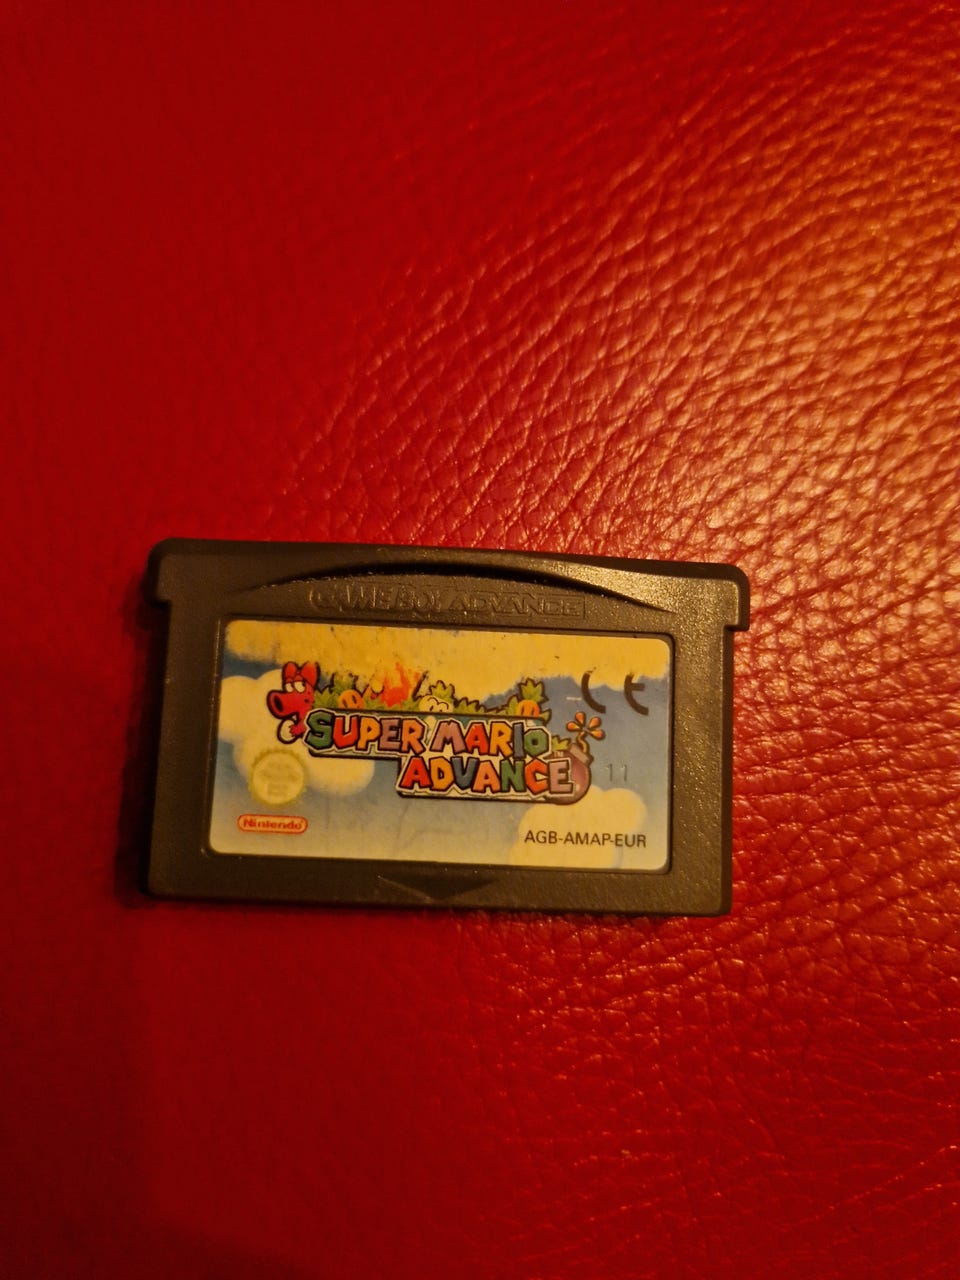 GAME BOY ADVANCE
CE
SUPER MARIO
ADVANCE
11
Nintendo
AGB-AMAP-EUR